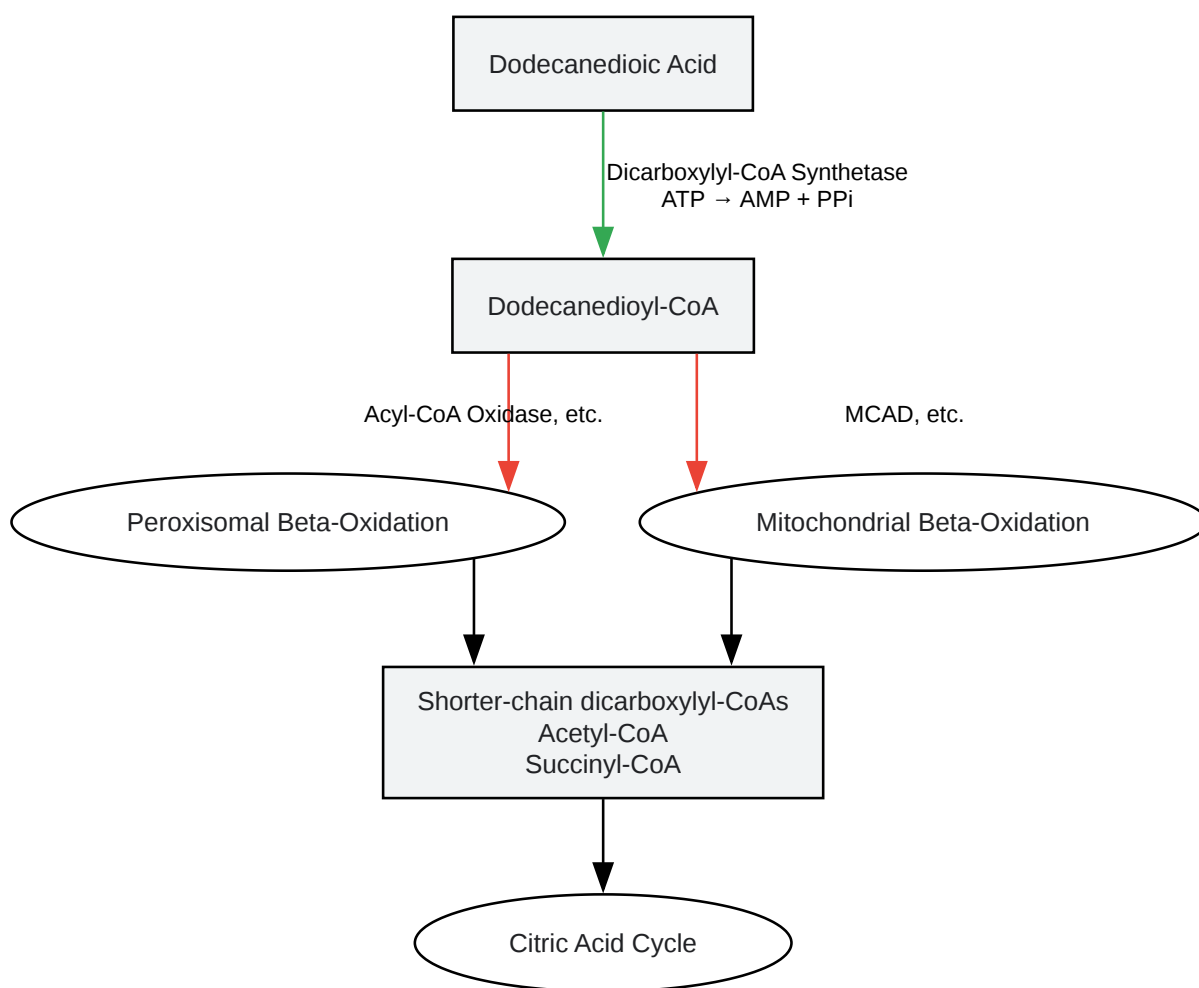 Dodecanedioic Acid
Dicarboxylyl-CoA Synthetase
ATP → AMP + PPi
Dodecanedioyl-CoA
Acyl-CoA Oxidase, etc.
MCAD, etc.
Peroxisomal Beta-Oxidation
Mitochondrial Beta-Oxidation
Shorter-chain dicarboxylyl-CoAs
Acetyl-CoA
Succinyl-CoA
Citric Acid Cycle